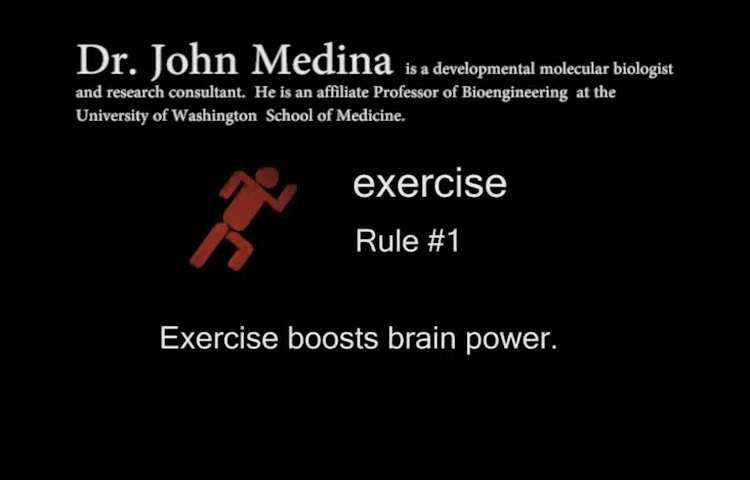 Dr. John Medina is a developmental molecular biologist
and research consultant. He is an affiliate Professor of Bioengineering at the
University of Washington School of Medicine.
exercise
Rule #1
Exercise boosts brain power.